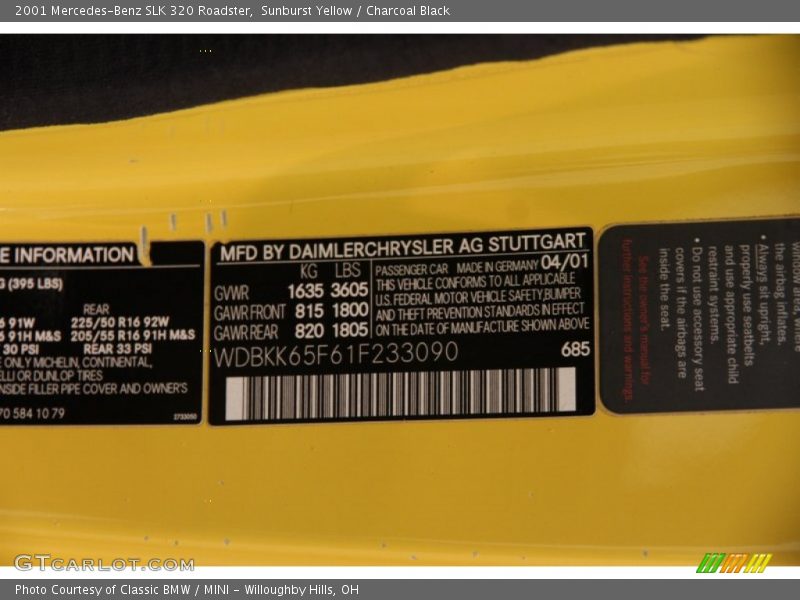 2001 Mercedes-Benz SLK 320 Roadster, Sunburst Yellow / Charcoal Black
E INFORMATION
G (395 LBS)
REAR
6 91W 225/50 R16 92W
6 91H M&S 205/55 R16 91H M&S
30 PSI REAR 33 PSI
E ONLY MICHELIN, CONTINENTAL,
ELLI OR DUNLOP TIRES
NSIDE FILLER PIPE COVER AND OWNER'S
70 584 10 79
2733050
MFD BY DAIMLERCHRYSLER AG STUTTGART
KG LBS
GVWR 1635 3605
GAWR FRONT 815 1800
GAWR REAR 820 1805
PASSENGER CAR MADE IN GERMANY 04/01
THIS VEHICLE CONFORMS TO ALL APPLICABLE
U.S. FEDERAL MOTOR VEHICLE SAFETY,BUMPER
AND THEFT PREVENTION STANDARDS IN EFFECT
ON THE DATE OF MANUFACTURE SHOWN ABOVE
WDBKK65F61F233090
685
the airbag inflates.
• Always sit upright,
properly use seatbelts
and use appropriate child
restraint systems.
• Do not use accessory seat
covers if the airbags are
inside the seat.
See the owner's manual for
further instructions and warnings.
GTCARLOT.COM
Photo Courtesy of Classic BMW / MINI - Willoughby Hills, OH